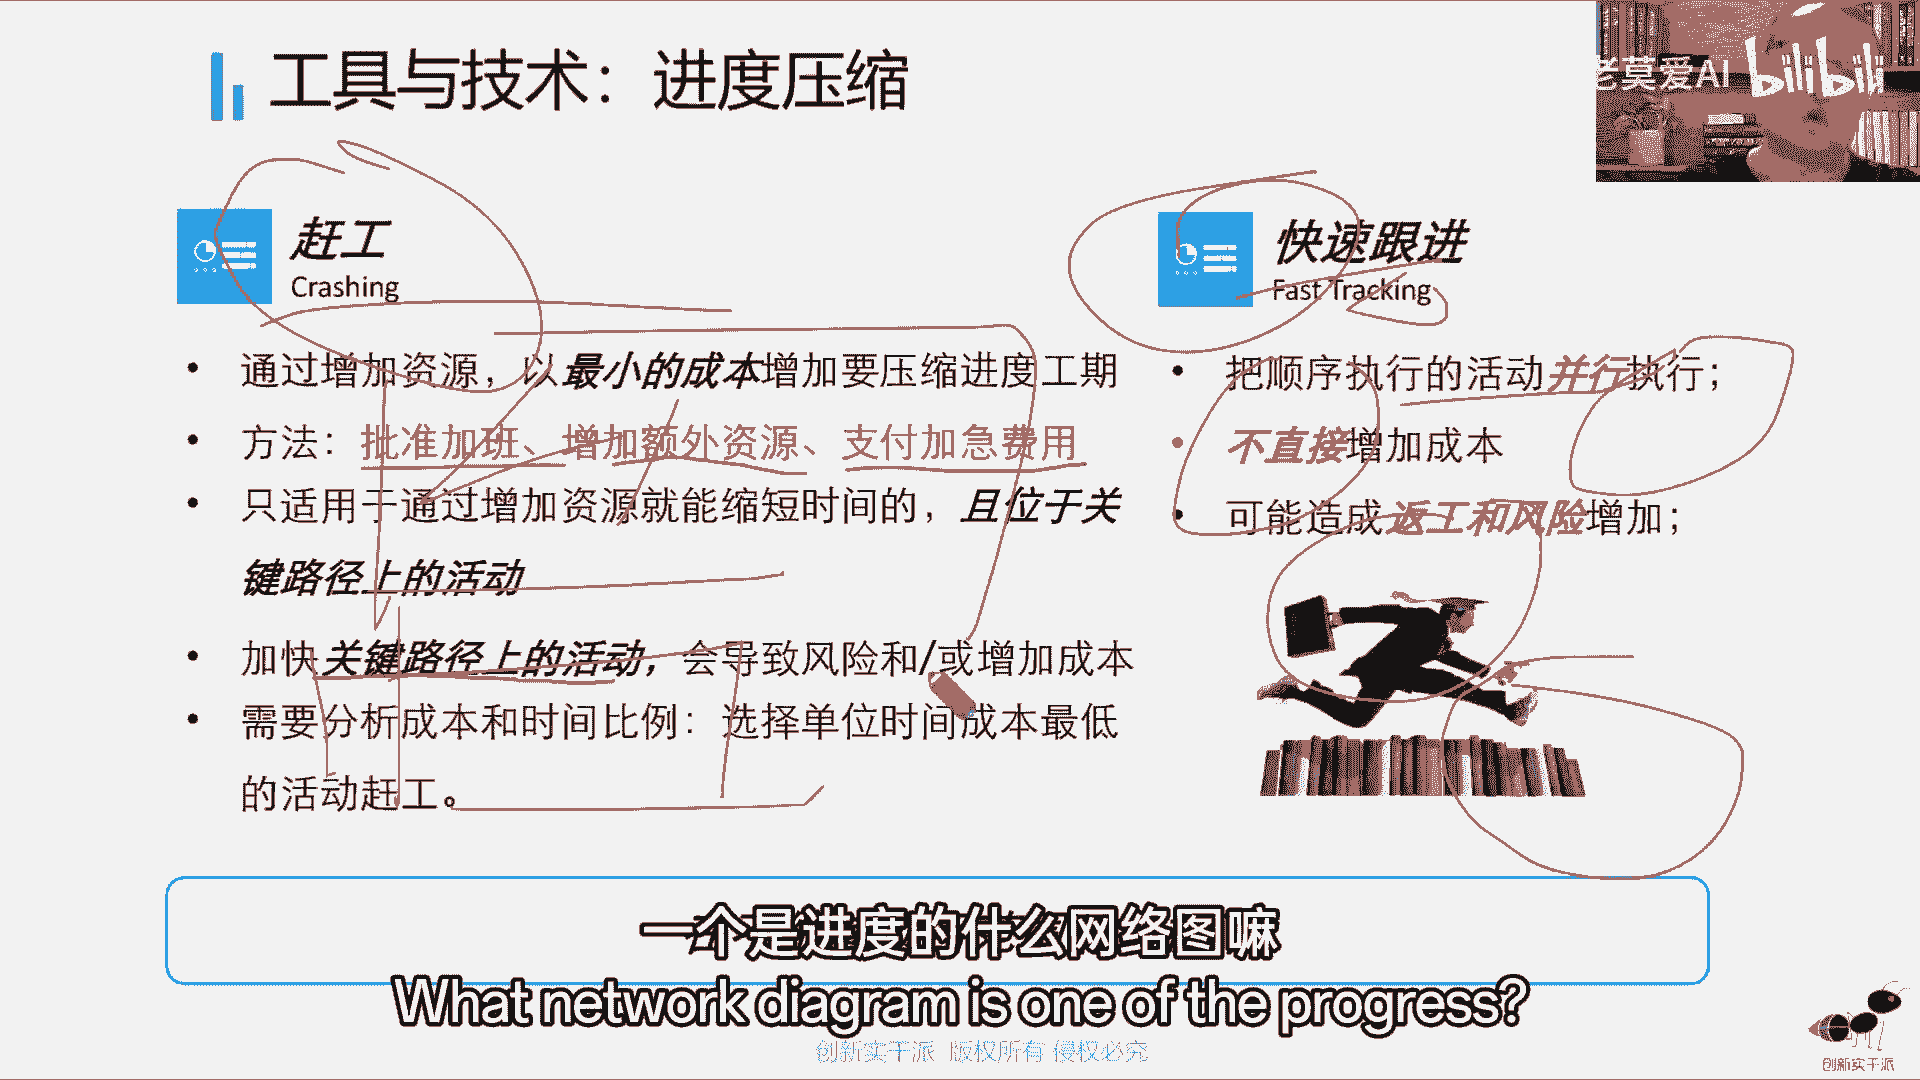 工具与技术：进度压缩
老莫爱AI bilibili
赶工
Crashing
通过增加资源，以最小的成本增加要压缩进度工期
方法：批准加班、增加额外资源、支付加急费用
只适用于通过增加资源就能缩短时间的，且位于关
键路径上的活动
加快关键路径上的活动，会导致风险和/或增加成本
需要分析成本和时间比例：选择单位时间成本最低
的活动赶工。
快速跟进
Fast Tracking
把顺序执行的活动并行执行；
不直接增加成本
可能造成返工和风险增加；
一个是进度的什么网络图嘛
What network diagram is one of the progress?
创新实干派 版权所有 侵权必究
创新实干派